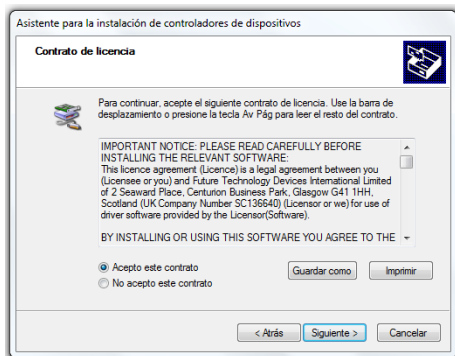 Asistente para la instalación de controladores de dispositivos
Contrato de licencia
Para continuar, acepte el siguiente contrato de licencia. Use la barra de
desplazamiento o presione la tecla Av Pág para leer el resto del contrato.
IMPORTANT NOTICE: PLEASE READ CAREFULLY BEFORE
INSTALLING THE RELEVANT SOFTWARE:
This licence agreement (Licence) is a legal agreement between you
(Licensee or you) and Future Technology Devices International Limited
of 2 Seaward Place, Centurion Business Park, Glasgow G41 1HH,
Scotland (UK Company Number SC136640) (Licensor or we) for use of
driver software provided by the Licensor(Software).
BY INSTALLING OR USING THIS SOFTWARE YOU AGREE TO THE
Acepto este contrato
No acepto este contrato
Guardar como
Imprimir
< Atrás
Siguiente >
Cancelar